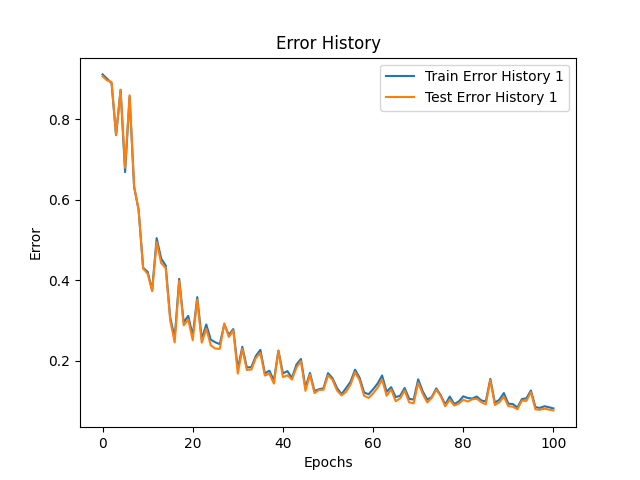 Error History
Train Error History 1
Test Error History 1
0.8
0.6
0.4
0.2
Error
0 20 40 60 80 100
Epochs